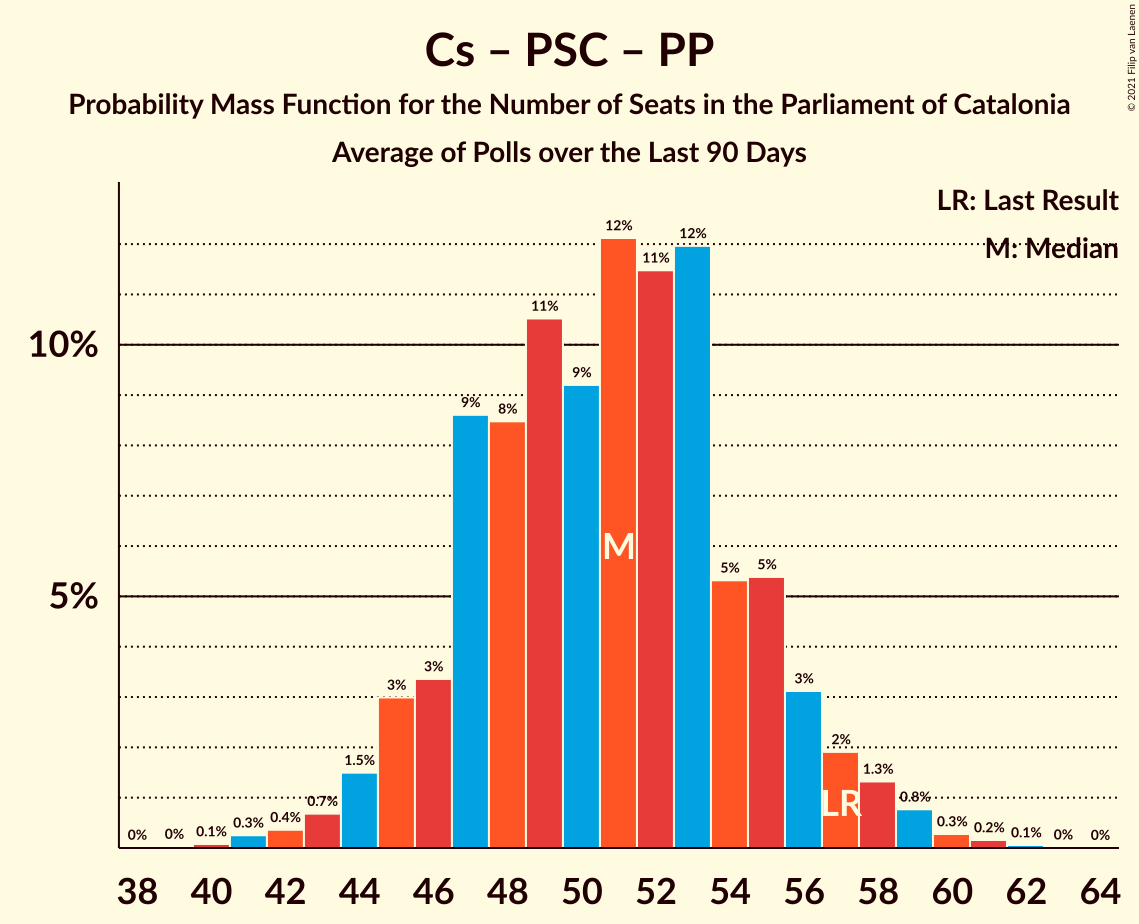 © 2021 Filip van Laenen
Cs – PSC – PP
Probability Mass Function for the Number of Seats in the Parliament of Catalonia
Average of Polls over the Last 90 Days
LR: Last Result
M: Median
10%
5%
0% 0% 0.1% 0.3% 0.4% 0.7% 1.5% 3% 3% 9% 8% 11% 9% 12% 11% 12% 5% 5% 3% 2% 1.3% 0.8% 0.3% 0.2% 0.1% 0% 0%
M
LR
38 40 42 44 46 48 50 52 54 56 58 60 62 64